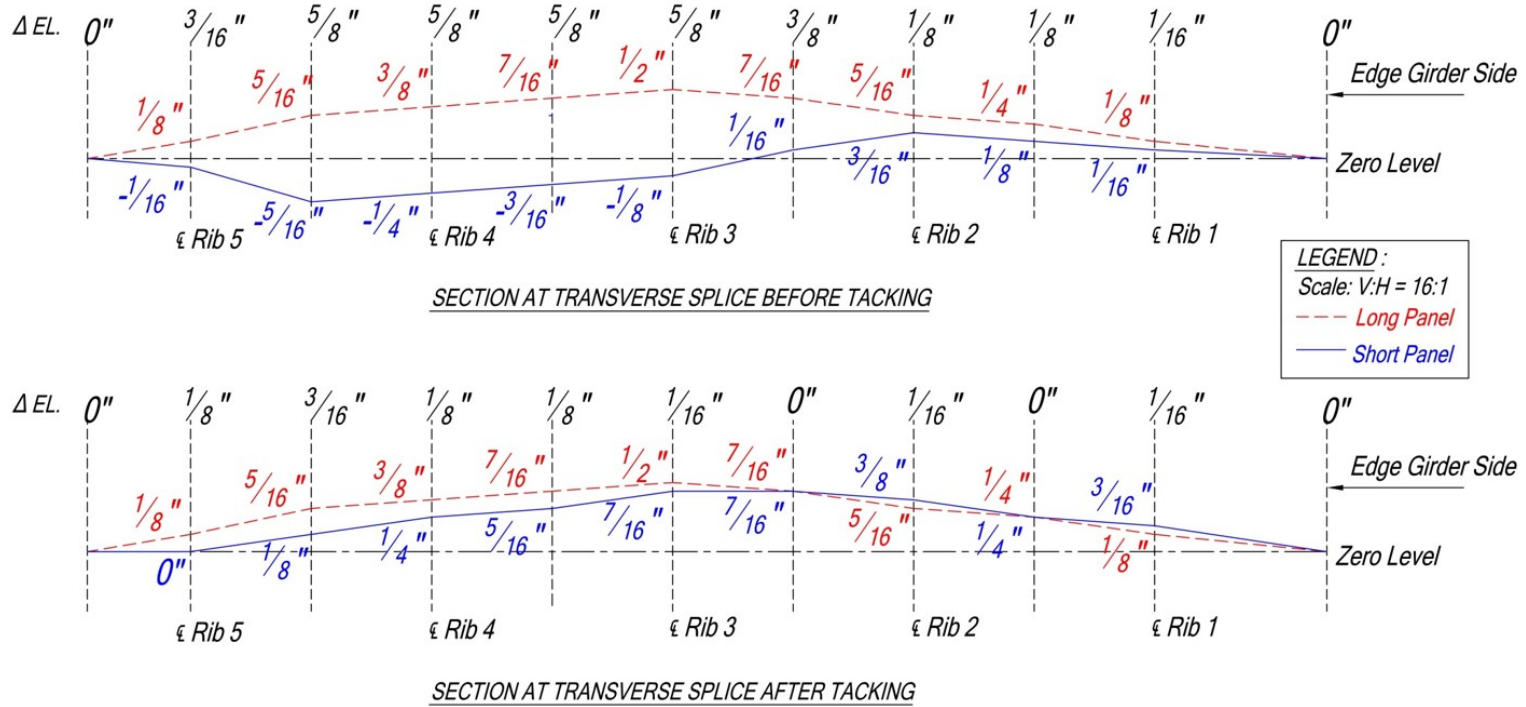 Δ EL. 0" 3/16" 5/8" 5/8" 5/8" 5/8" 3/8" 1/8" 1/8" 1/16" 0"
1/8" 5/16" 3/8" 7/16" 1/2" 7/16" 5/16" 1/4" 1/8"
Edge Girder Side
-1/16" -5/16" -1/4" -3/16" -1/8" 1/16" 3/16" 1/8" 1/16"
Zero Level
℄ Rib 5 ℄ Rib 4 ℄ Rib 3 ℄ Rib 2 ℄ Rib 1
SECTION AT TRANSVERSE SPLICE BEFORE TACKING
LEGEND :
Scale: V:H = 16:1
Long Panel
Short Panel
Δ EL. 0" 1/8" 3/16" 1/8" 1/8" 1/16" 0" 1/16" 0" 1/16" 0"
1/8" 5/16" 3/8" 7/16" 1/2" 7/16" 3/8" 1/4" 3/16"
Edge Girder Side
0" 1/8" 1/4" 5/16" 7/16" 7/16" 5/16" 1/4" 1/8"
Zero Level
℄ Rib 5 ℄ Rib 4 ℄ Rib 3 ℄ Rib 2 ℄ Rib 1
SECTION AT TRANSVERSE SPLICE AFTER TACKING